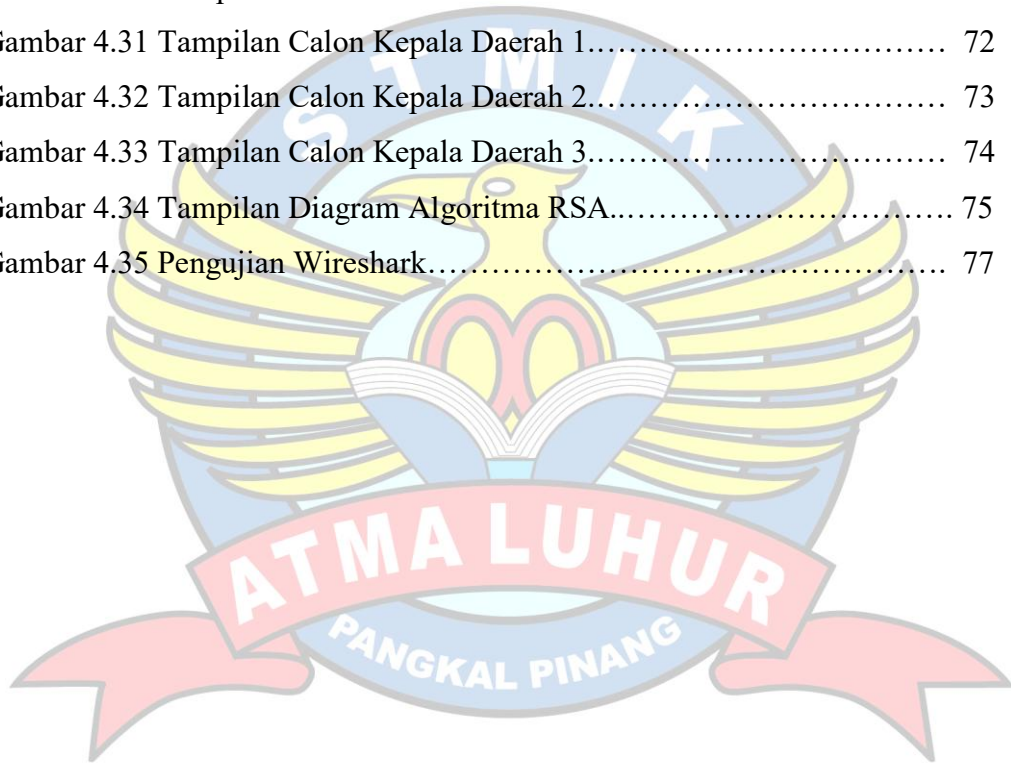 Gambar 4.31 Tampilan Calon Kepala Daerah 1.……………………………… 72
Gambar 4.32 Tampilan Calon Kepala Daerah 2.……………………………… 73
Gambar 4.33 Tampilan Calon Kepala Daerah 3.……………………………… 74
Gambar 4.34 Tampilan Diagram Algoritma RSA.…………………………… 75
Gambar 4.35 Pengujian Wireshark…………………………………………… 77
STMIK
ATMA LUHUR
PANGKAL PINANG